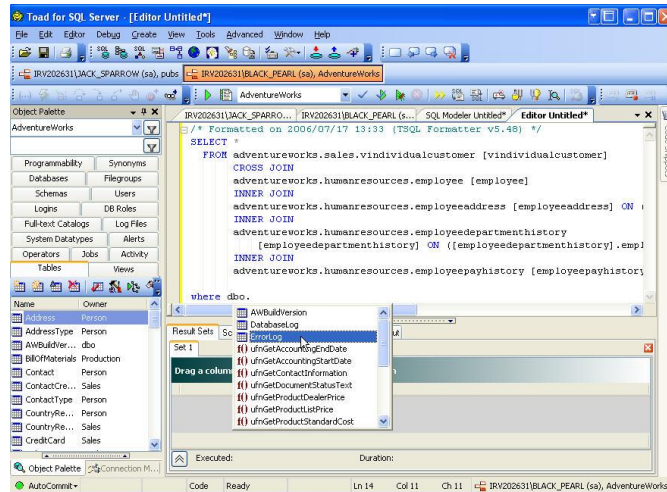 Toad for SQL Server - [Editor Untitled*]
File Edit Editor Debug Create View Tools Advanced Window Help
IRV202631\JACK_SPARROW (sa), pubs IRV202631\BLACK_PEARL (sa), AdventureWorks
AdventureWorks
Object Palette
IRV202631\JACK_SPARRO... IRV202631\BLACK_PEARL (s... SQL Modeler Untitled* Editor Untitled*
AdventureWorks
Programmability Synonyms
Databases Filegroups
Schemas Users
Logins DB Roles
Full-text Catalogs Log Files
System Datatypes Alerts
Operators Jobs Activity
Tables Views
Name Owner
Address Person
AddressType Person
AWBuildVer... dbo
BillOfMaterials Production
Contact Person
ContactCre... Sales
ContactType Person
CountryRe... Person
CountryRe... Sales
CreditCard Sales
Object Palette Connection M...
/* Formatted on 2006/07/17 13:33 (TSQL Formatter v5.48) */
SELECT *
FROM adventureworks.sales.vindividualcustomer [vindividualcustomer]
CROSS JOIN
adventureworks.humanresources.employee [employee]
INNER JOIN
adventureworks.humanresources.employeeaddress [employeeaddress] ON
INNER JOIN
adventureworks.humanresources.employeedepartmenthistory
[employeedepartmenthistory] ON ([employeedepartmenthistory].empl
INNER JOIN
adventureworks.humanresources.employeepayhistory [employeepayhistory
where dbo.
AWBuildVersion
DatabaseLog
ErrorLog
f() ufnGetAccountingEndDate
f() ufnGetAccountingStartDate
f() ufnGetContactInformation
f() ufnGetDocumentStatusText
f() ufnGetProductDealerPrice
f() ufnGetProductListPrice
f() ufnGetProductStandardCost
Result Sets
Set 1
Drag a colum
Executed: Duration:
AutoCommit Code Ready Ln 14 Col 11 Ch 11 IRV202631\BLACK_PEARL (sa), AdventureWorks